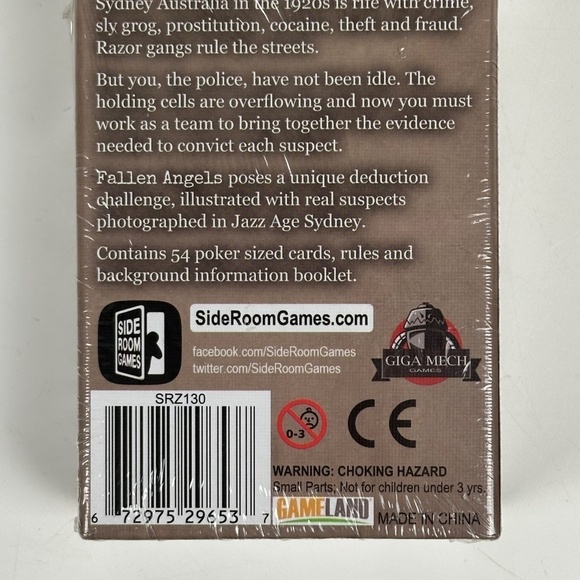 Sydney Australia in the 1920s is rife with crime,
sly grog, prostitution, cocaine, theft and fraud.
Razor gangs rule the streets.
But you, the police, have not been idle. The
holding cells are overflowing and now you must
work as a team to bring together the evidence
needed to convict each suspect.
Fallen Angels poses a unique deduction
challenge, illustrated with real suspects
photographed in Jazz Age Sydney.
Contains 54 poker sized cards, rules and
background information booklet.
SIDE
ROOM
GAMES
SideRoomGames.com
facebook.com/SideRoomGames
twitter.com/SideRoomGames
GIGA MECH
GAMES
SRZ130
0-3
CE
WARNING: CHOKING HAZARD
Small Parts; Not for children under 3 yrs.
GAMELAND
MADE IN CHINA
6 72975 29653 7